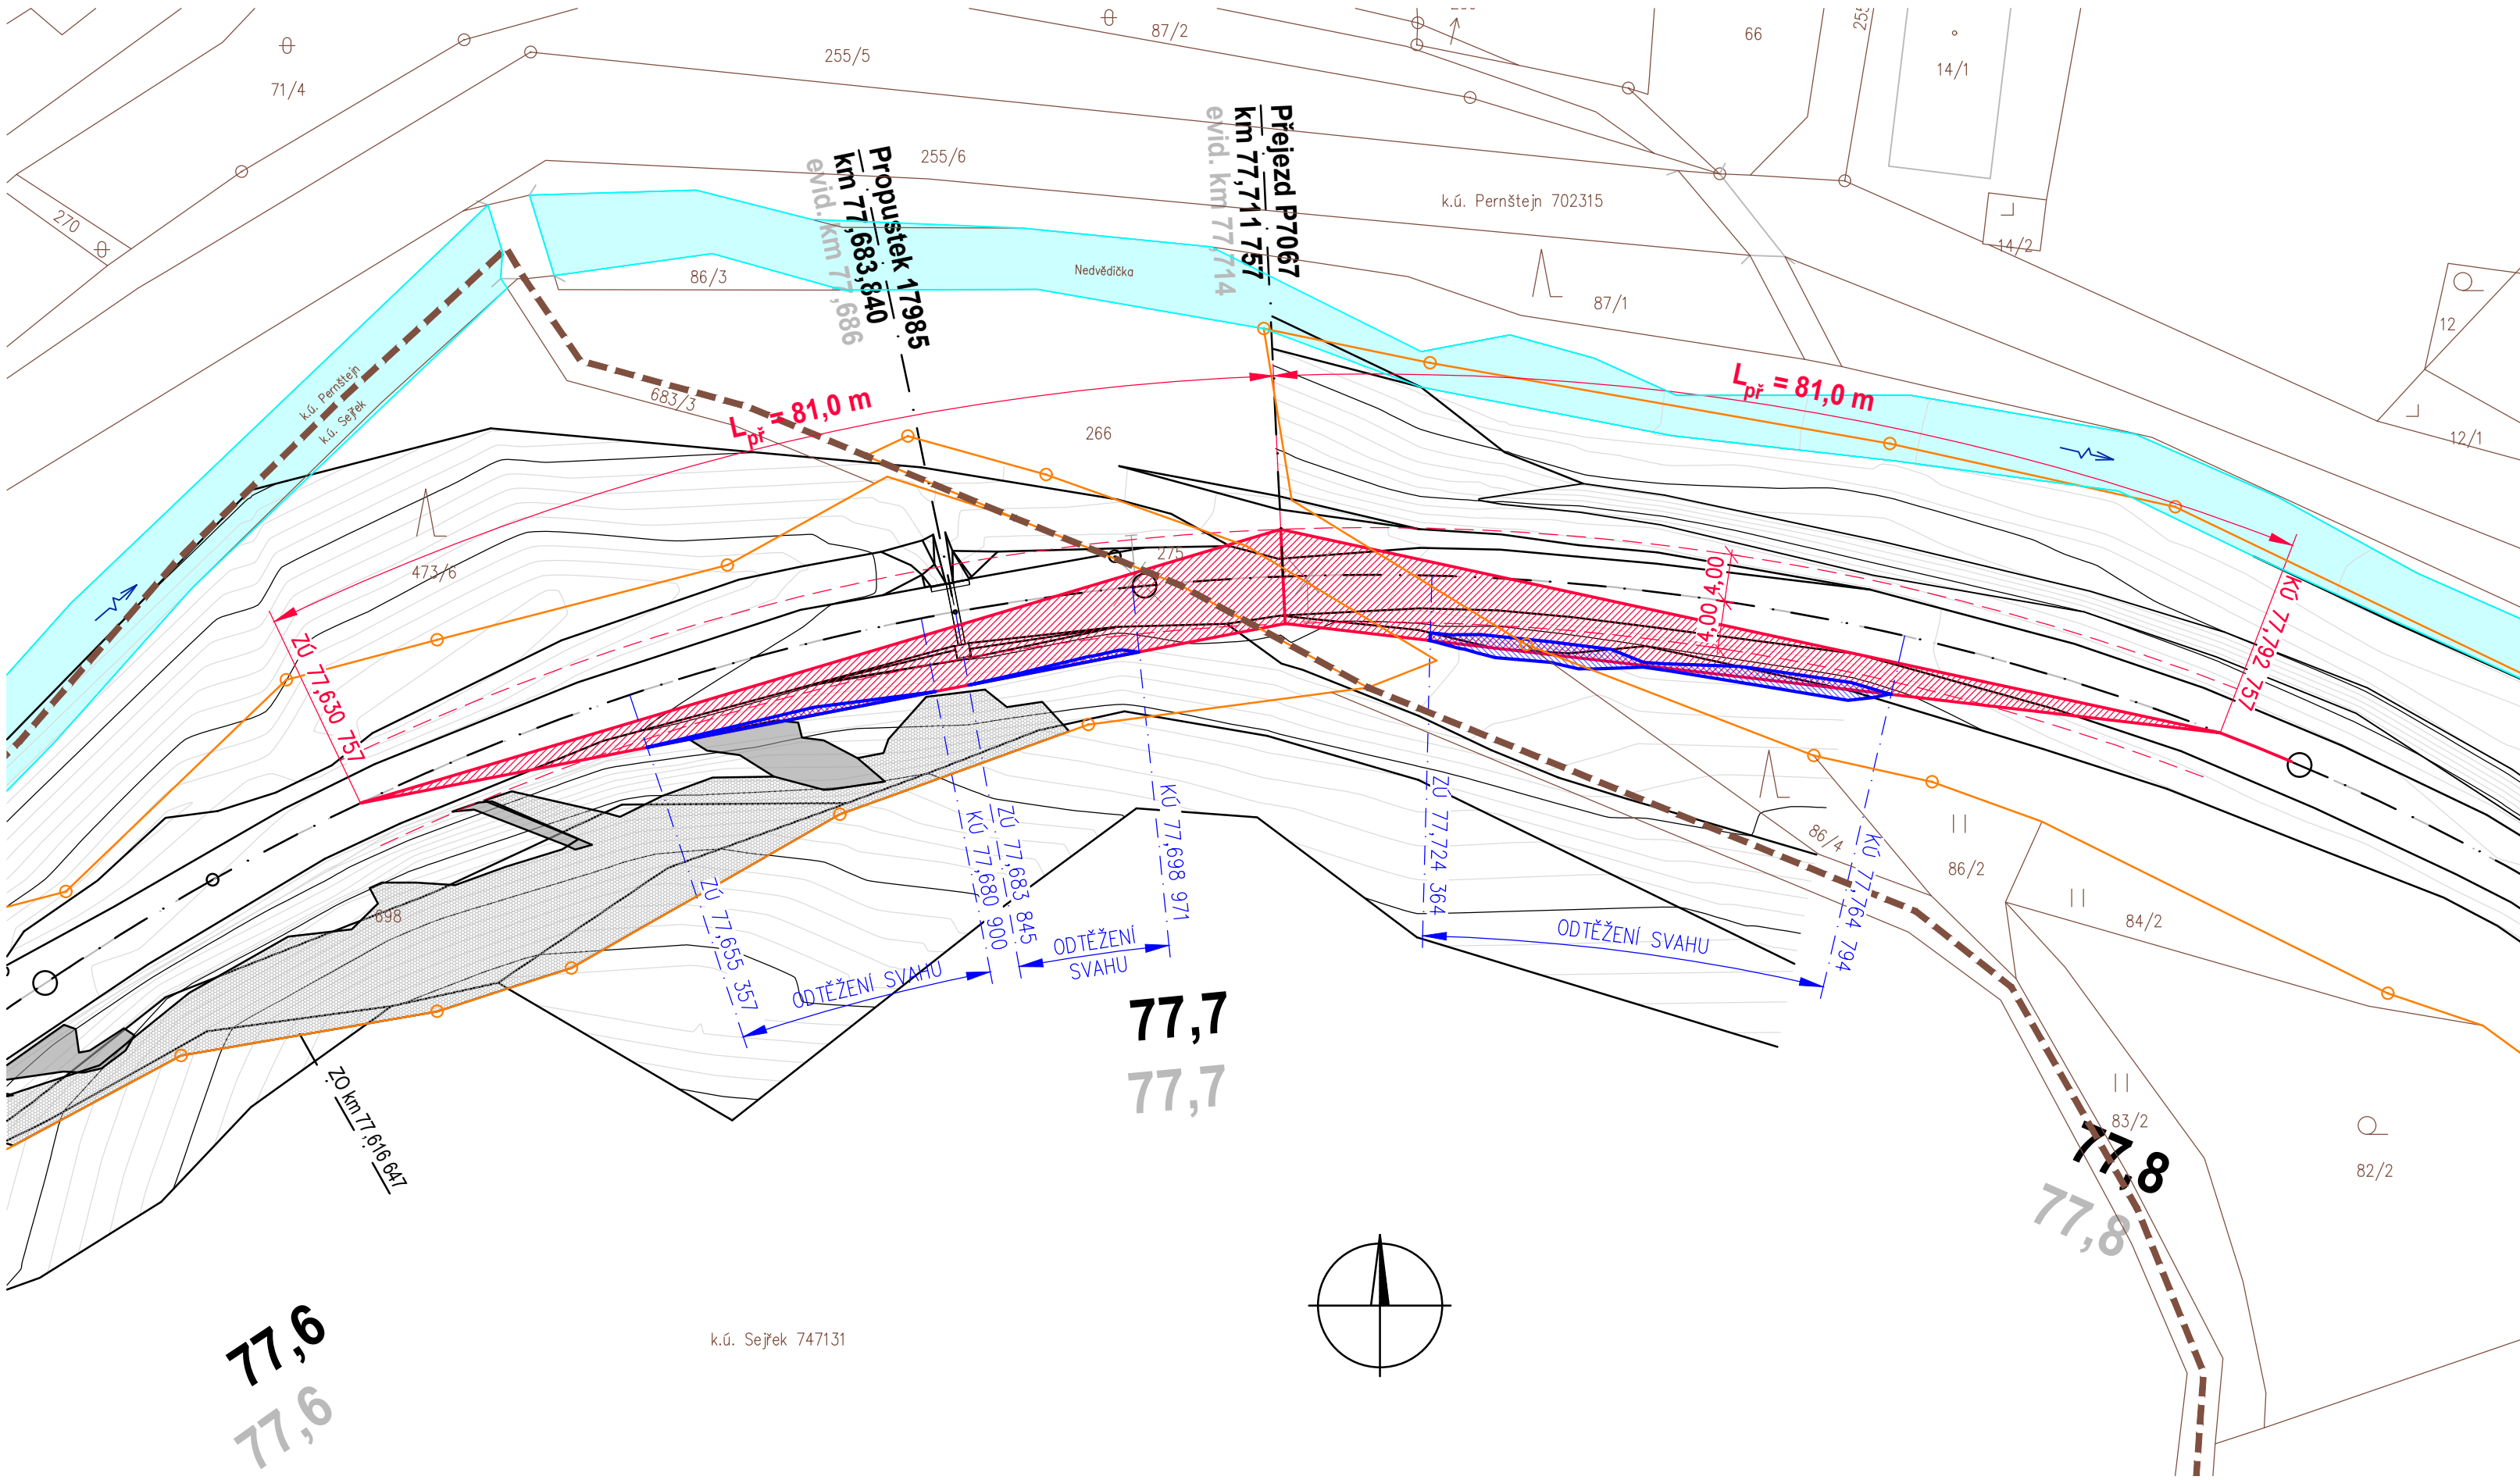 255/5
87/2
66
14/1
71/4
255/6
k.ú. Pernštejn 702315
14/2
270
86/3
Nedvědička
87/1
12
12/1
Propustek 17985
km 77,683,840
evid. km 77,686
Přejezd P7067
km 77,711 757
evid. km 77,714
k.ú. Pernštejn
k.ú. Sejřek
683/3
Lpř = 81,0 m
Lpř = 81,0 m
266
275
473/6
4,00 4,00
ZÚ 77,630 757
KÚ 77,792 757
86/4
86/2
84/2
83/2
82/2
698
ZÚ 77,655 357
KÚ 77,680 900
ZÚ 77,683 845
KÚ 77,698 971
ZÚ 77,724 364
KÚ 77,764 794
ODTĚŽENÍ SVAHU
ODTĚŽENÍ
SVAHU
ODTĚŽENÍ SVAHU
77,7
77,7
ZO km 77,616 647
77,8
77,8
77,6
77,6
k.ú. Sejřek 747131